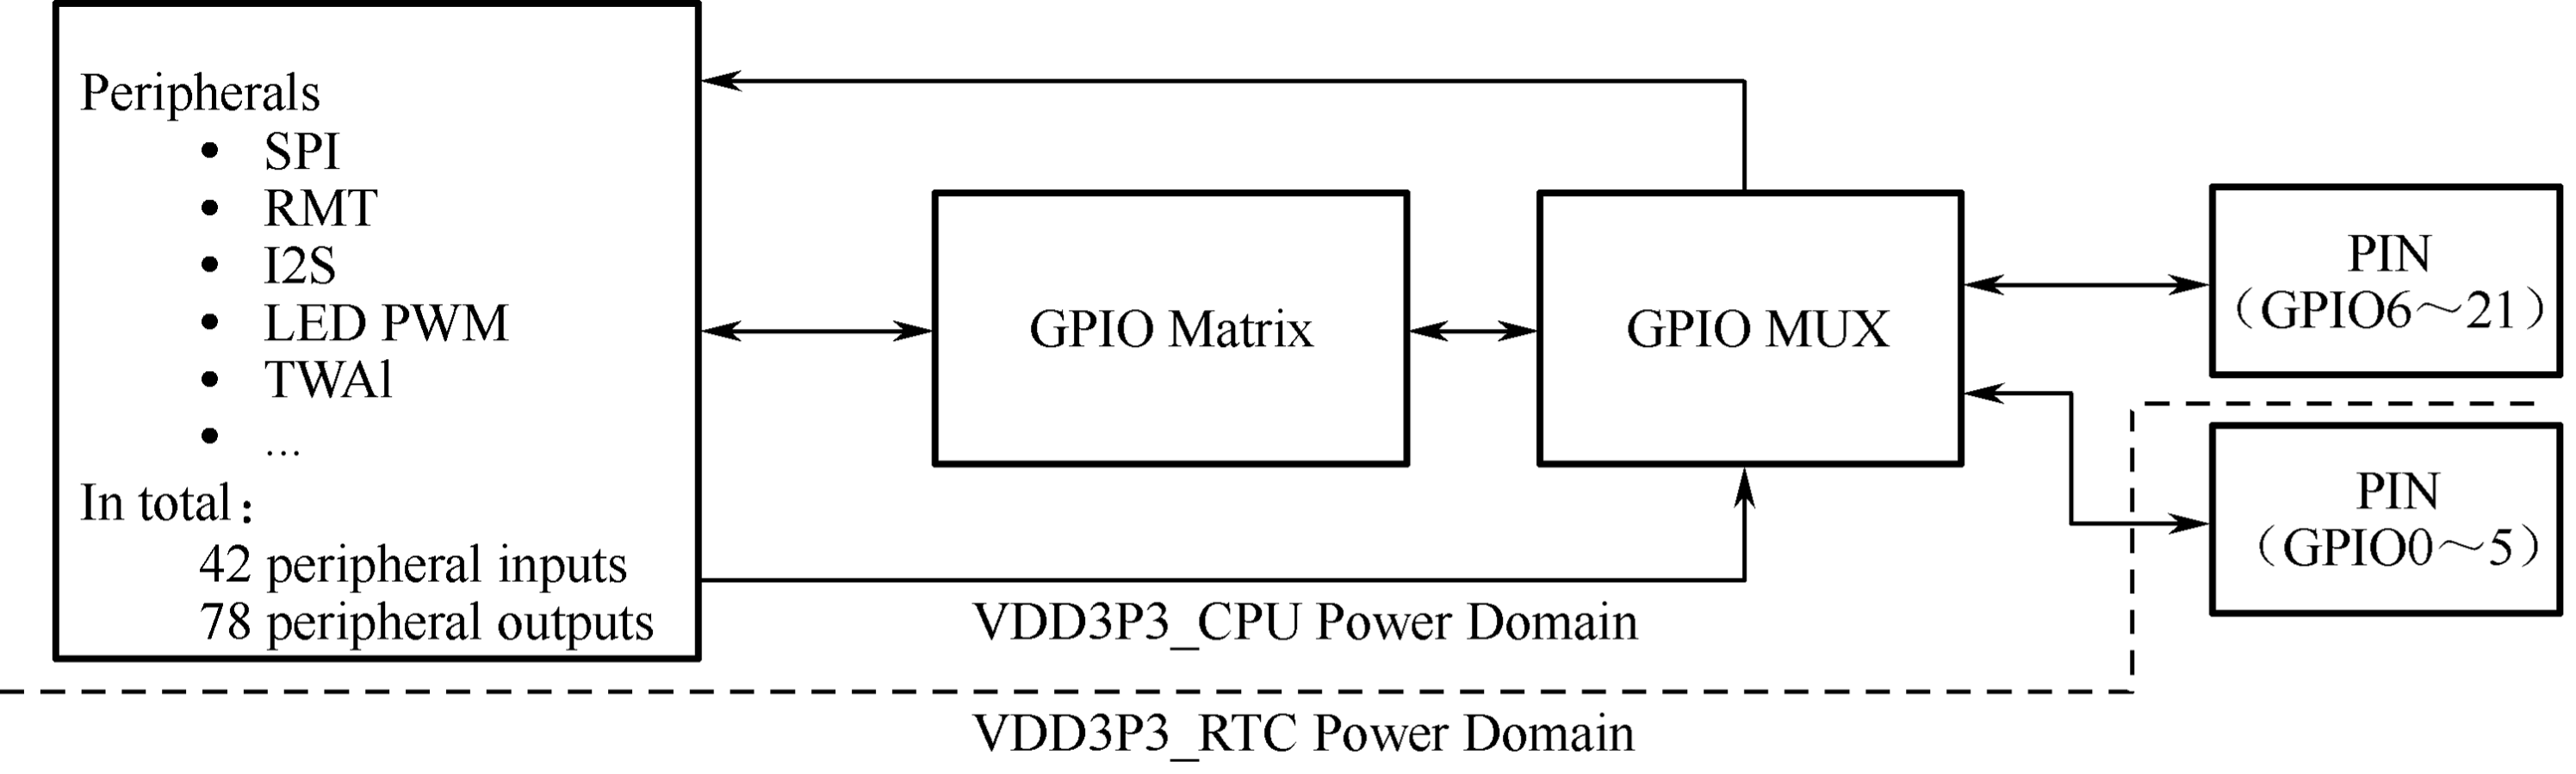 Peripherals
• SPI
• RMT
• I2S
• LED PWM
• TWAl
• ...
In total：
42 peripheral inputs
78 peripheral outputs
GPIO Matrix
GPIO MUX
PIN
（GPIO6～21）
PIN
（GPIO0～5）
VDD3P3_CPU Power Domain
VDD3P3_RTC Power Domain